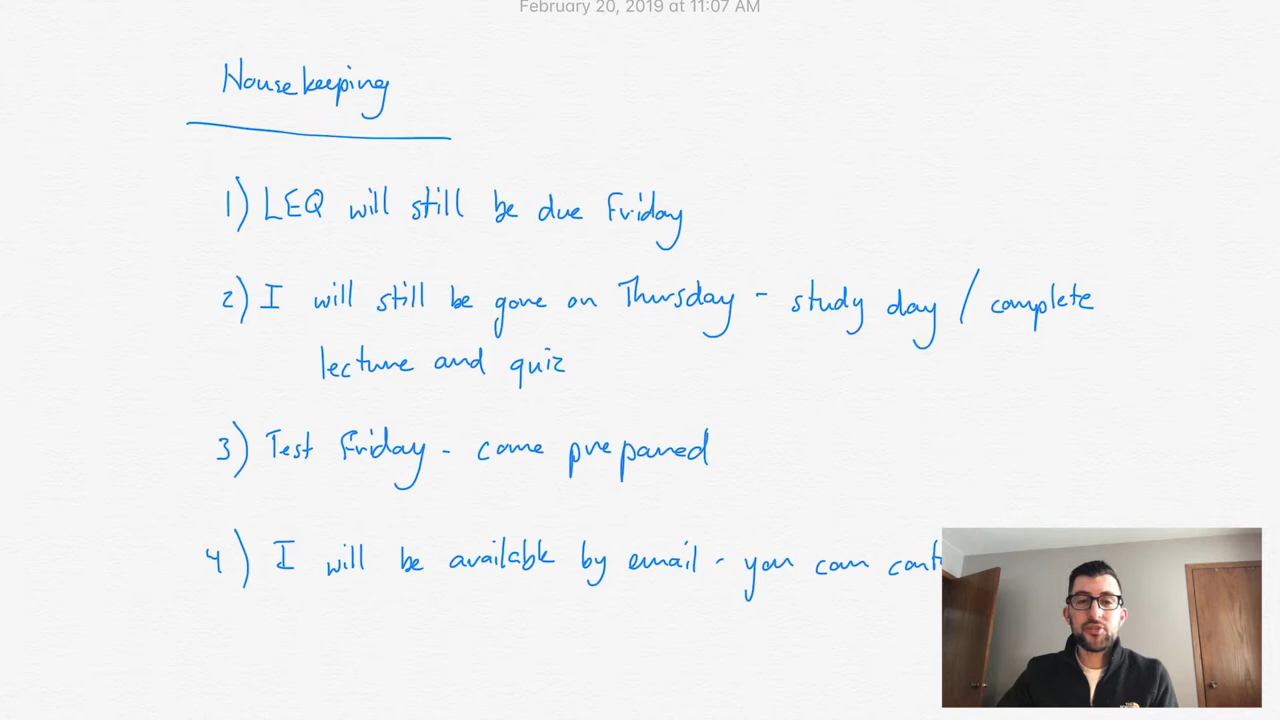 February 20, 2019 at 11:07 AM
Housekeeping
1) LEQ will still be due Friday
2) I will still be gone on Thursday - study day / complete
lecture and quiz
3) Test Friday - come prepared
4) I will be available by email - you can